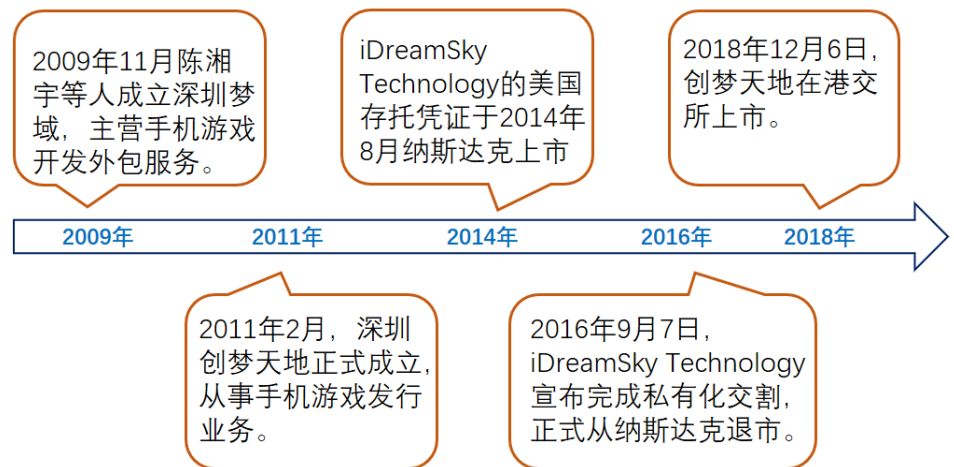 2009年11月陈湘
宇等人成立深圳梦
域，主营手机游戏
开发外包服务。
iDreamSky
Technology的美国
存托凭证于2014年
8月纳斯达克上市
2018年12月6日，
创梦天地在港交
所上市。
2009年
2011年
2014年
2016年
2018年
2011年2月，深圳
创梦天地正式成立，
从事手机游戏发行
业务。
2016年9月7日，
iDreamSky Technology
宣布完成私有化交割，
正式从纳斯达克退市。